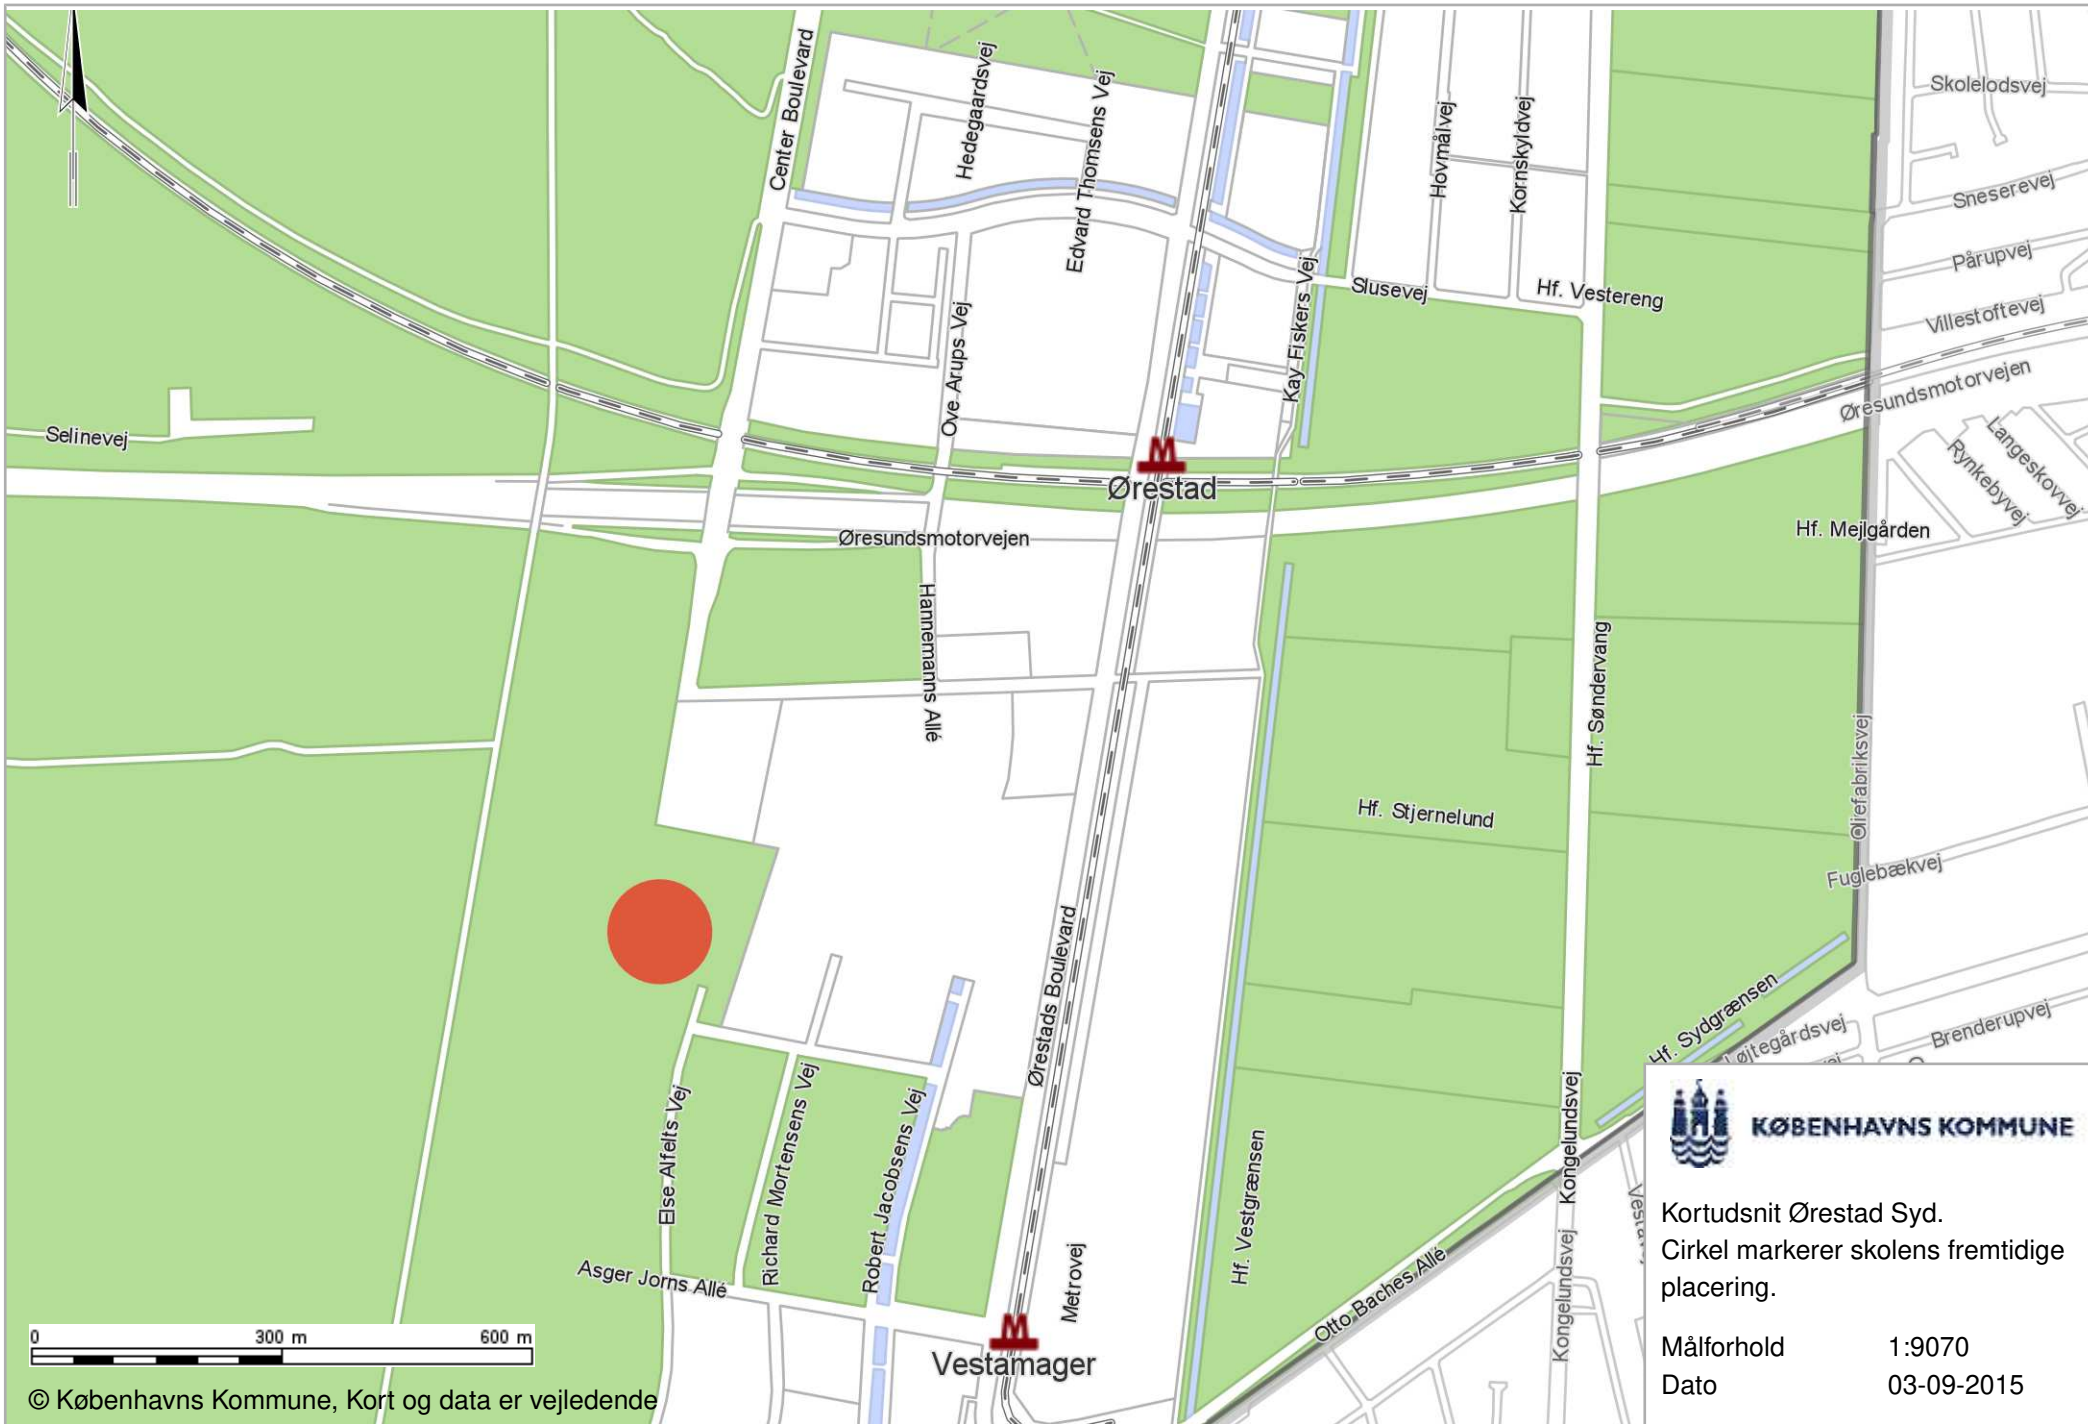 Center Boulevard
Hedegaardsvej
Edvard Thomsens Vej
Hovmålvej
Kornskyldvej
Skolelodsvej
Sneserevej
Pårupvej
Villestoftevej
Slusevej
Hf. Vestereng
Kay Fiskers Vej
Ove Arups Vej
Øresundsmotorvejen
Selinevej
Langeskovvej
Rynkebyvej
M
Ørestad
Hf. Mejlgården
Øresundsmotorvejen
Hannemanns Allé
Hf. Søndervang
Oliefabriksvej
Hf. Stjernelund
Fuglebækvej
Ørestads Boulevard
Hf. Sydgrænsen
Løjtegårdsvej
Brenderupvej
Else Alfelts Vej
Richard Mortensens Vej
Robert Jacobsens Vej
Hf. Vestgrænsen
Kongelundsvej
Kongelundsvej
Asger Jorns Allé
Metrovej
Otto Baches Allé
M
Vestamager
0 300 m 600 m
© Københavns Kommune, Kort og data er vejledende
KØBENHAVNS KOMMUNE
Kortudsnit Ørestad Syd.
Cirkel markerer skolens fremtidige
placering.
Målforhold 1:9070
Dato 03-09-2015